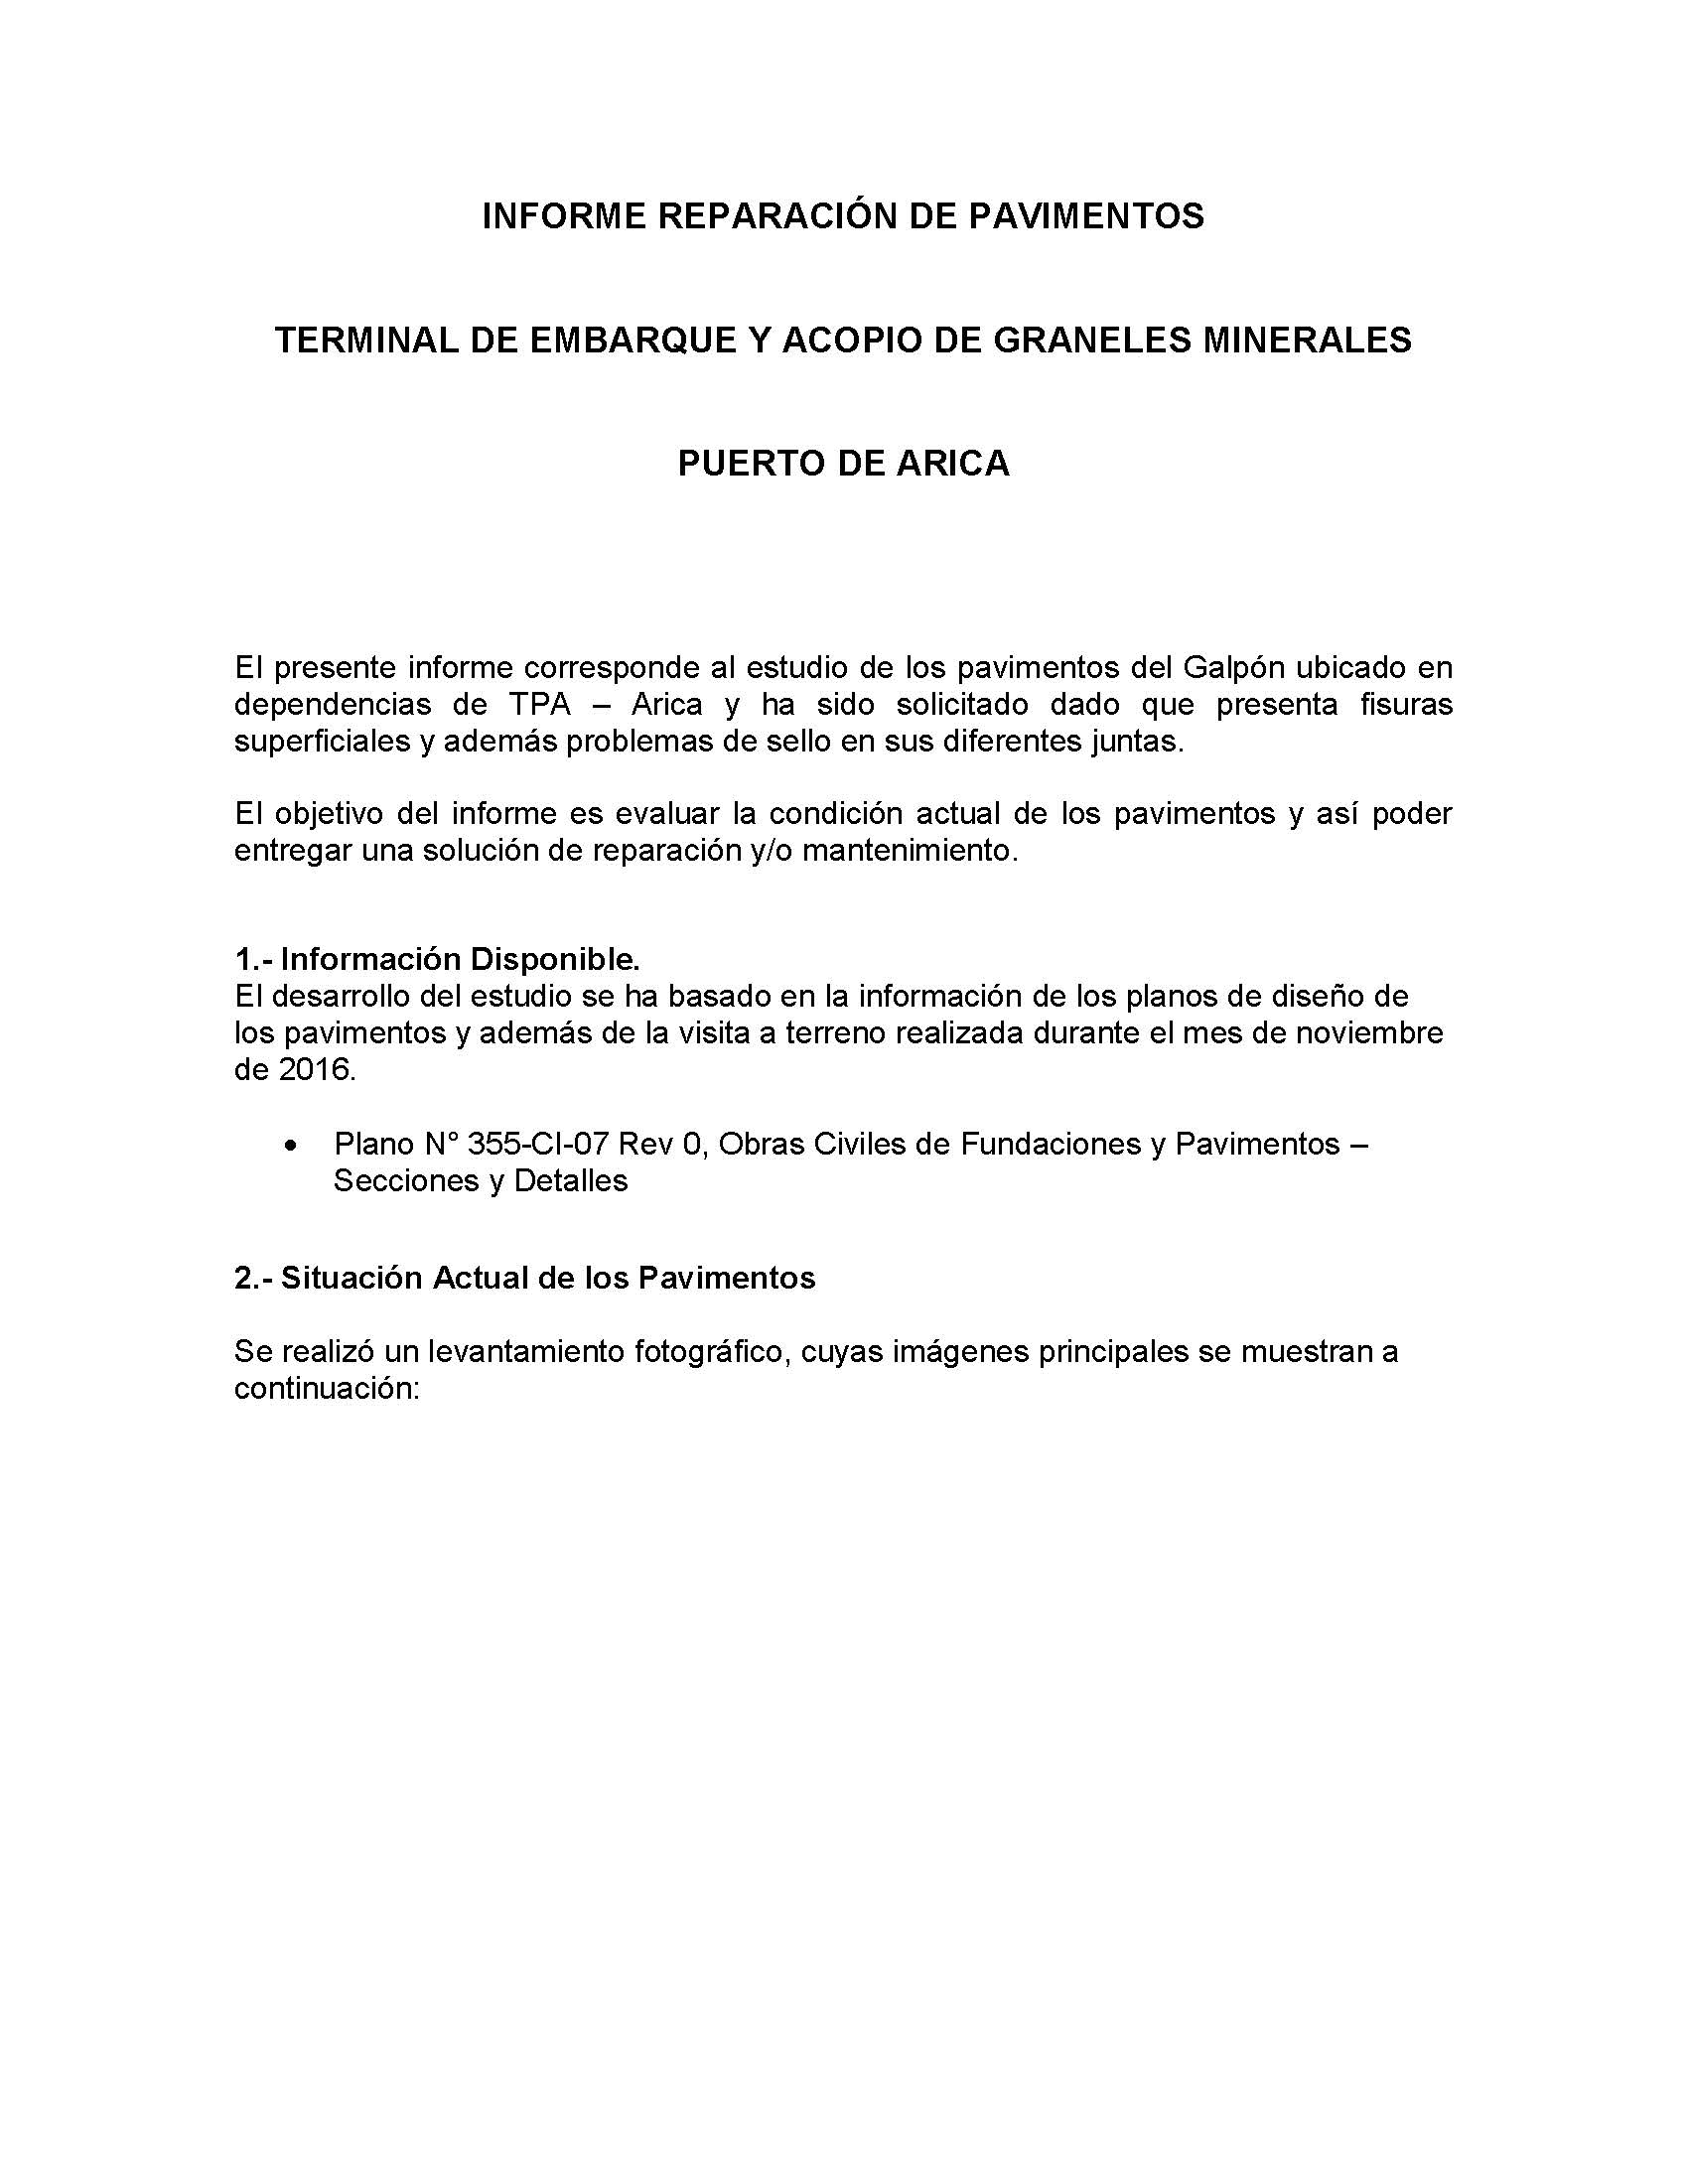 INFORME REPARACIÓN DE PAVIMENTOS
TERMINAL DE EMBARQUE Y ACOPIO DE GRANELES MINERALES
PUERTO DE ARICA
El presente informe corresponde al estudio de los pavimentos del Galpón ubicado en
dependencias de TPA – Arica y ha sido solicitado dado que presenta fisuras
superficiales y además problemas de sello en sus diferentes juntas.
El objetivo del informe es evaluar la condición actual de los pavimentos y así poder
entregar una solución de reparación y/o mantenimiento.
1.- Información Disponible.
El desarrollo del estudio se ha basado en la información de los planos de diseño de
los pavimentos y además de la visita a terreno realizada durante el mes de noviembre
de 2016.
• Plano N° 355-CI-07 Rev 0, Obras Civiles de Fundaciones y Pavimentos –
Secciones y Detalles
2.- Situación Actual de los Pavimentos
Se realizó un levantamiento fotográfico, cuyas imágenes principales se muestran a
continuación: